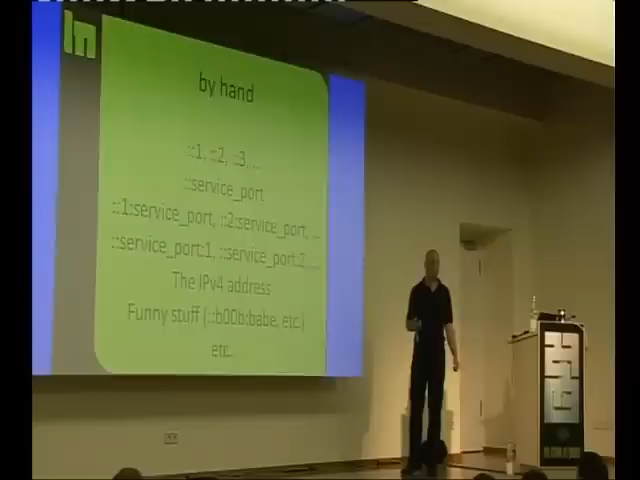 by hand
::1, ::2, ::3, ...
::service_port
::1:service_port, ::2:service_port, ...
::service_port:1, ::service_port:2, ...
The IPv4 address
Funny stuff (::b00b:babe, etc.)
etc.